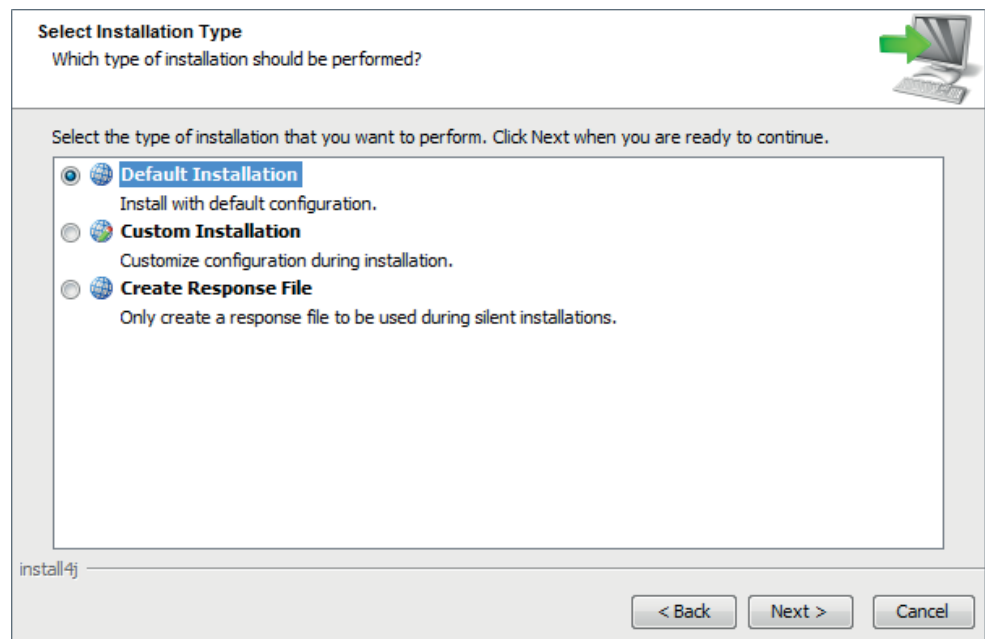 Select Installation Type
Which type of installation should be performed?
Select the type of installation that you want to perform. Click Next when you are ready to continue.
Default Installation
Install with default configuration.
Custom Installation
Customize configuration during installation.
Create Response File
Only create a response file to be used during silent installations.
install4j
< Back Next > Cancel